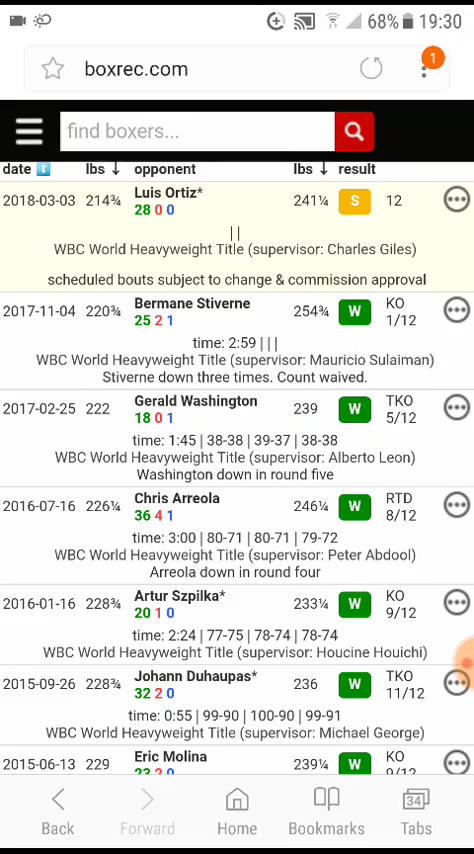 68% 19:30
boxrec.com
1
find boxers...
date lbs ↓ opponent lbs ↓ result
2018-03-03 214¾ Luis Ortiz* 241¼ S 12
28 0 0
| |
WBC World Heavyweight Title (supervisor: Charles Giles)
scheduled bouts subject to change & commission approval
2017-11-04 220¾ Bermane Stiverne 254¾ W KO
25 2 1 1/12
time: 2:59 | | |
WBC World Heavyweight Title (supervisor: Mauricio Sulaiman)
Stiverne down three times. Count waived.
2017-02-25 222 Gerald Washington 239 W TKO
18 0 1 5/12
time: 1:45 | 38-38 | 39-37 | 38-38
WBC World Heavyweight Title (supervisor: Alberto Leon)
Washington down in round five
2016-07-16 226¼ Chris Arreola 246¼ W RTD
36 4 1 8/12
time: 3:00 | 80-71 | 80-71 | 79-72
WBC World Heavyweight Title (supervisor: Peter Abdool)
Arreola down in round four
2016-01-16 228¾ Artur Szpilka* 233¼ W KO
20 1 0 9/12
time: 2:24 | 77-75 | 78-74 | 78-74
WBC World Heavyweight Title (supervisor: Houcine Houichi)
2015-09-26 228¾ Johann Duhaupas* 236 W TKO
32 2 0 11/12
time: 0:55 | 99-90 | 100-90 | 99-91
WBC World Heavyweight Title (supervisor: Michael George)
2015-06-13 229 Eric Molina 239¼ W KO
23 2 0 9/12
34
Back Forward Home Bookmarks Tabs